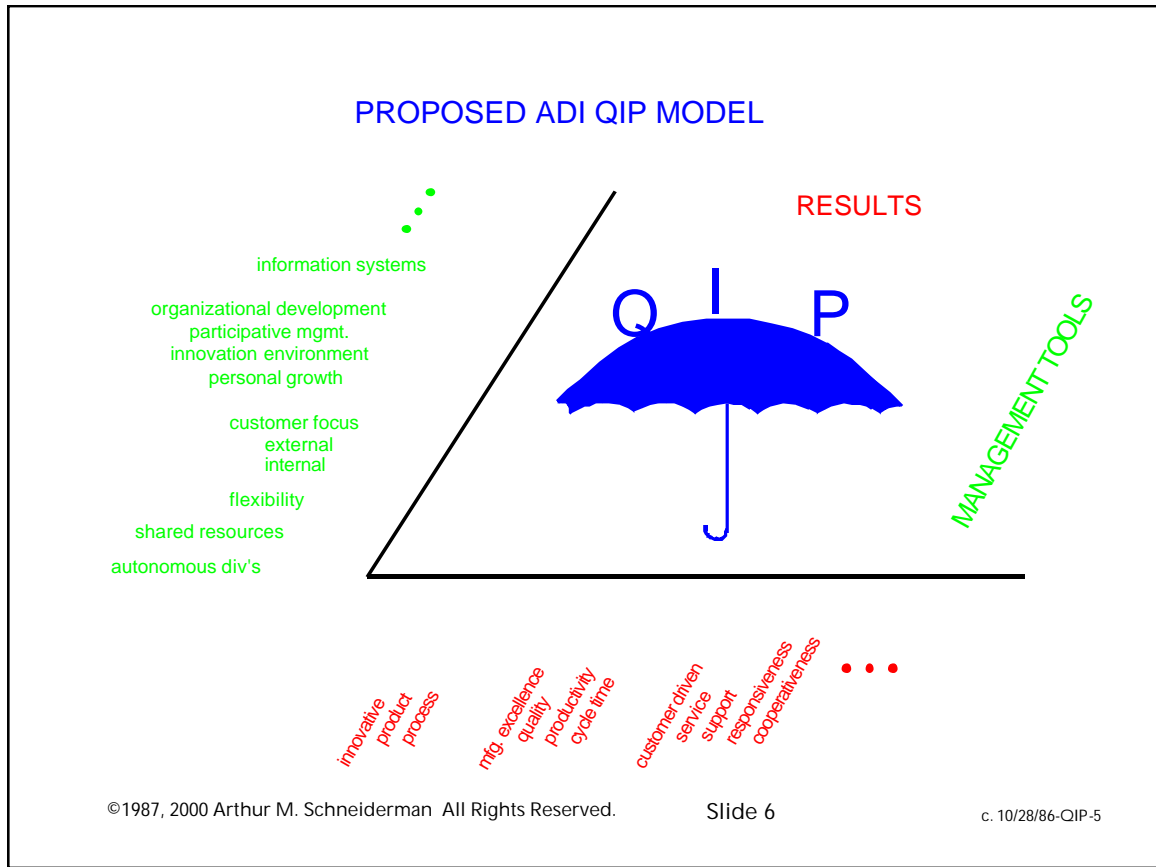 PROPOSED ADI QIP MODEL
RESULTS
Q I P
MANAGEMENT TOOLS
information systems
organizational development
participative mgmt.
innovation environment
personal growth
customer focus
external
internal
flexibility
shared resources
autonomous div's
innovative
product
process
mfg. excellence
quality
productivity
cycle time
customer driven
service
support
responsiveness
cooperativeness
©1987, 2000 Arthur M. Schneiderman All Rights Reserved.
Slide 6
c. 10/28/86-QIP-5